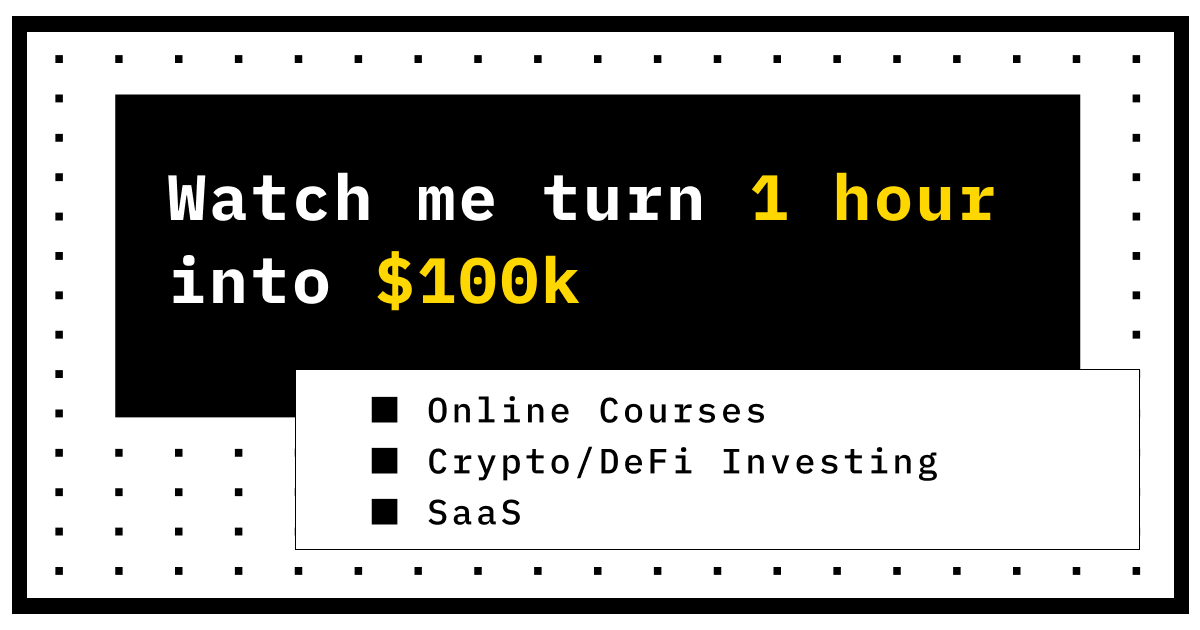 Watch me turn 1 hour
into $100k
Online Courses
Crypto/DeFi Investing
SaaS